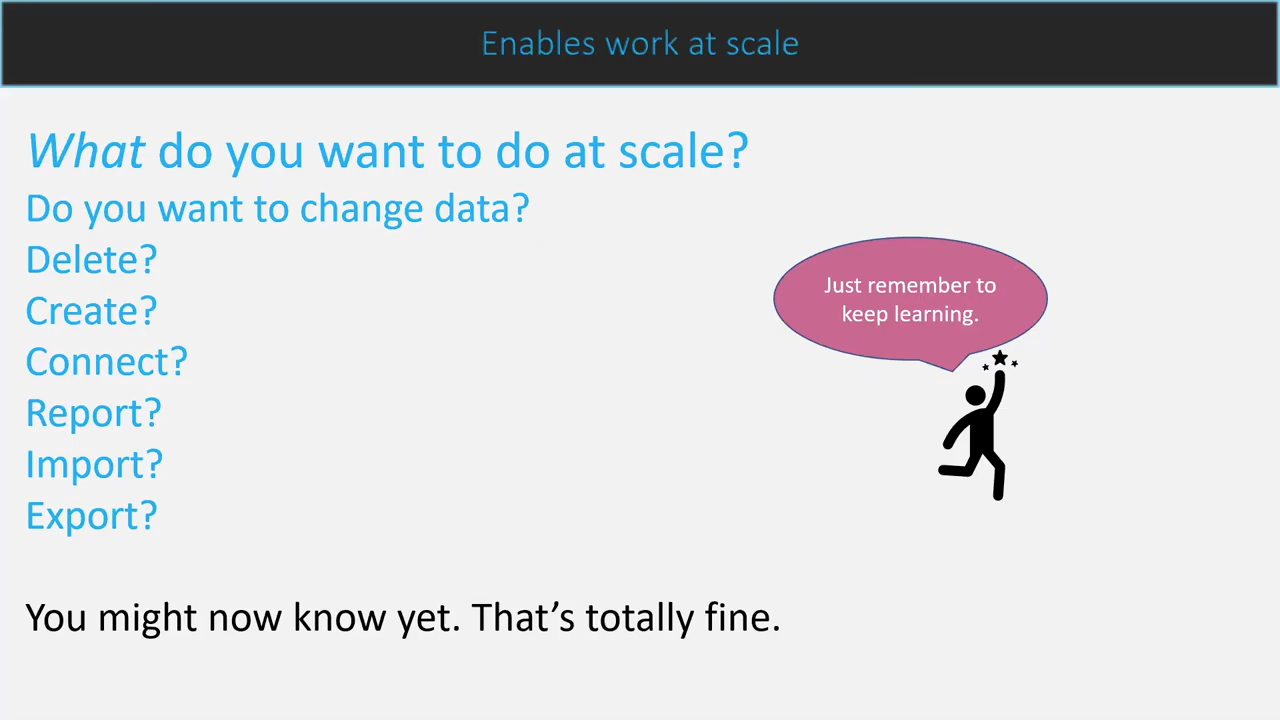 Enables work at scale
What do you want to do at scale?
Do you want to change data?
Delete?
Create?
Connect?
Report?
Import?
Export?
Just remember to
keep learning.
You might now know yet. That’s totally fine.